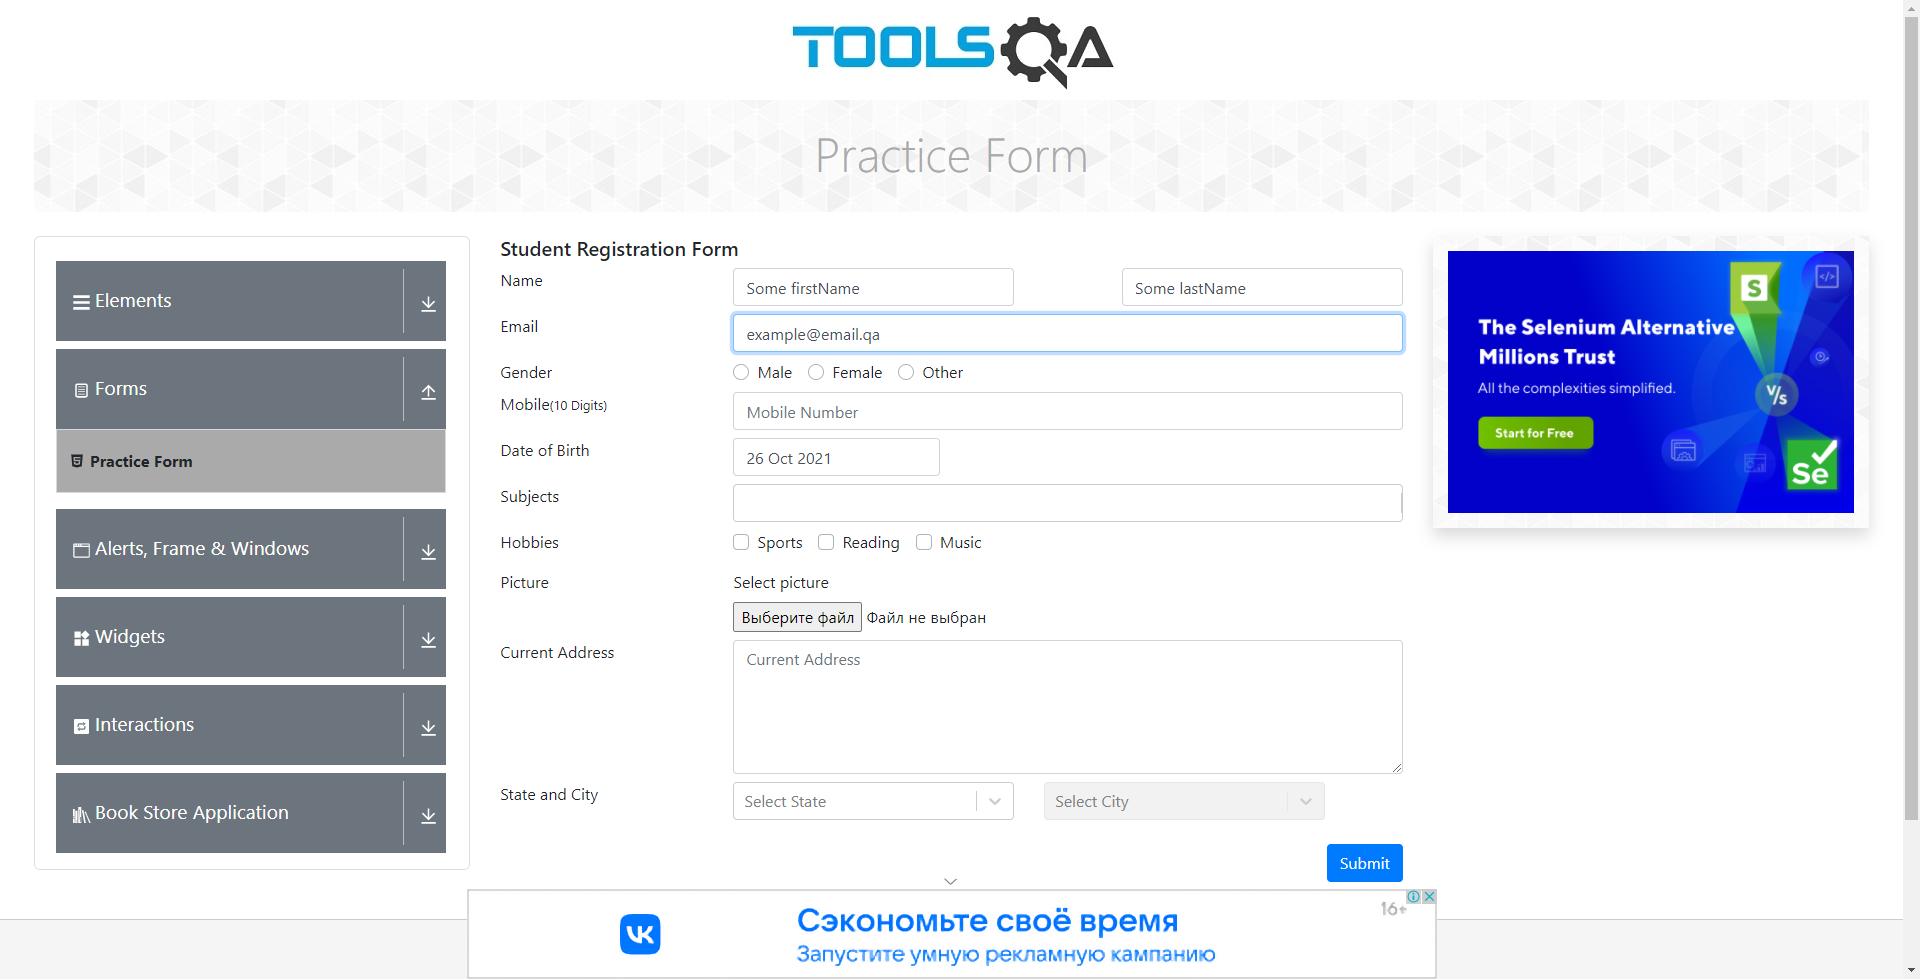 TOOLSQA
Practice Form
Elements
Forms
Practice Form
Alerts, Frame & Windows
Widgets
Interactions
Book Store Application
Student Registration Form
Name
Some firstName
Some lastName
Email
example@email.qa
Gender
Male Female Other
Mobile(10 Digits)
Mobile Number
Date of Birth
26 Oct 2021
Subjects
Hobbies
Sports Reading Music
Picture
Select picture
Выберите файл Файл не выбран
Current Address
Current Address
State and City
Select State
Select City
Submit
The Selenium Alternative
Millions Trust
All the complexities simplified.
Start for Free
S
</>
V/s
Se
16+
Сэкономьте своё время
Запустите умную рекламную кампанию